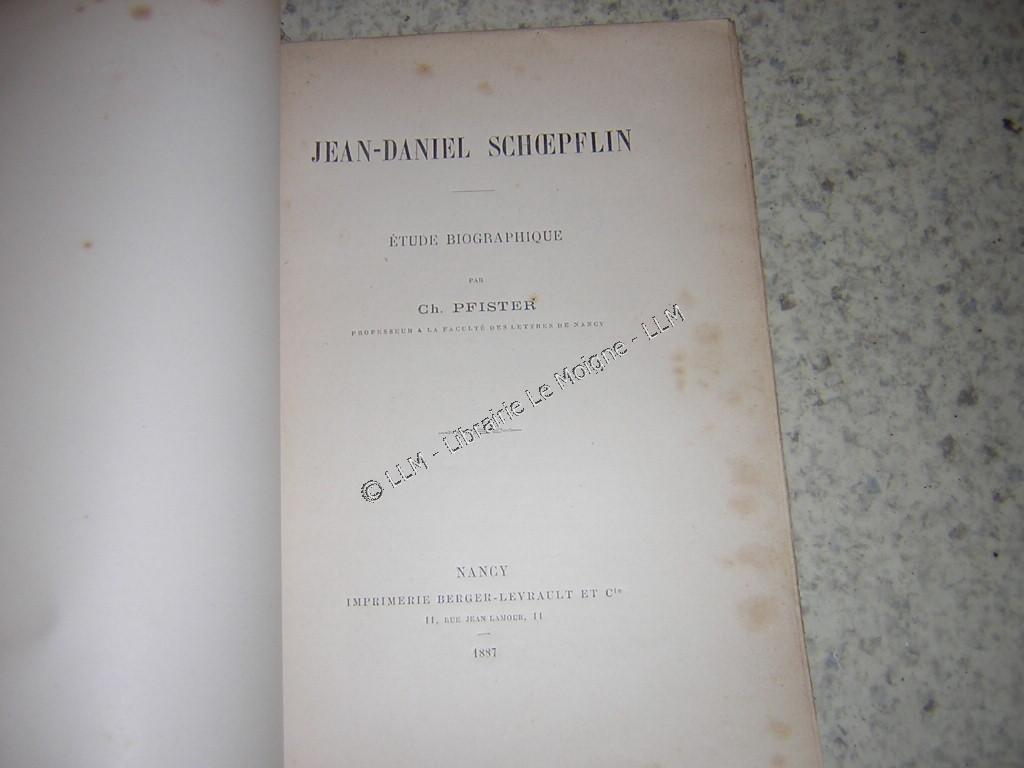 JEAN-DANIEL SCHŒPFLIN
ÉTUDE BIOGRAPHIQUE
PAR
Ch. PFISTER
PROFESSEUR A LA FACULTÉ DES LETTRES DE NANCY
© LLM - Librairie Le Moigne - LLM
NANCY
IMPRIMERIE BERGER-LEVRAULT ET Cie
11, RUE JEAN LAMOUR, 11
1887